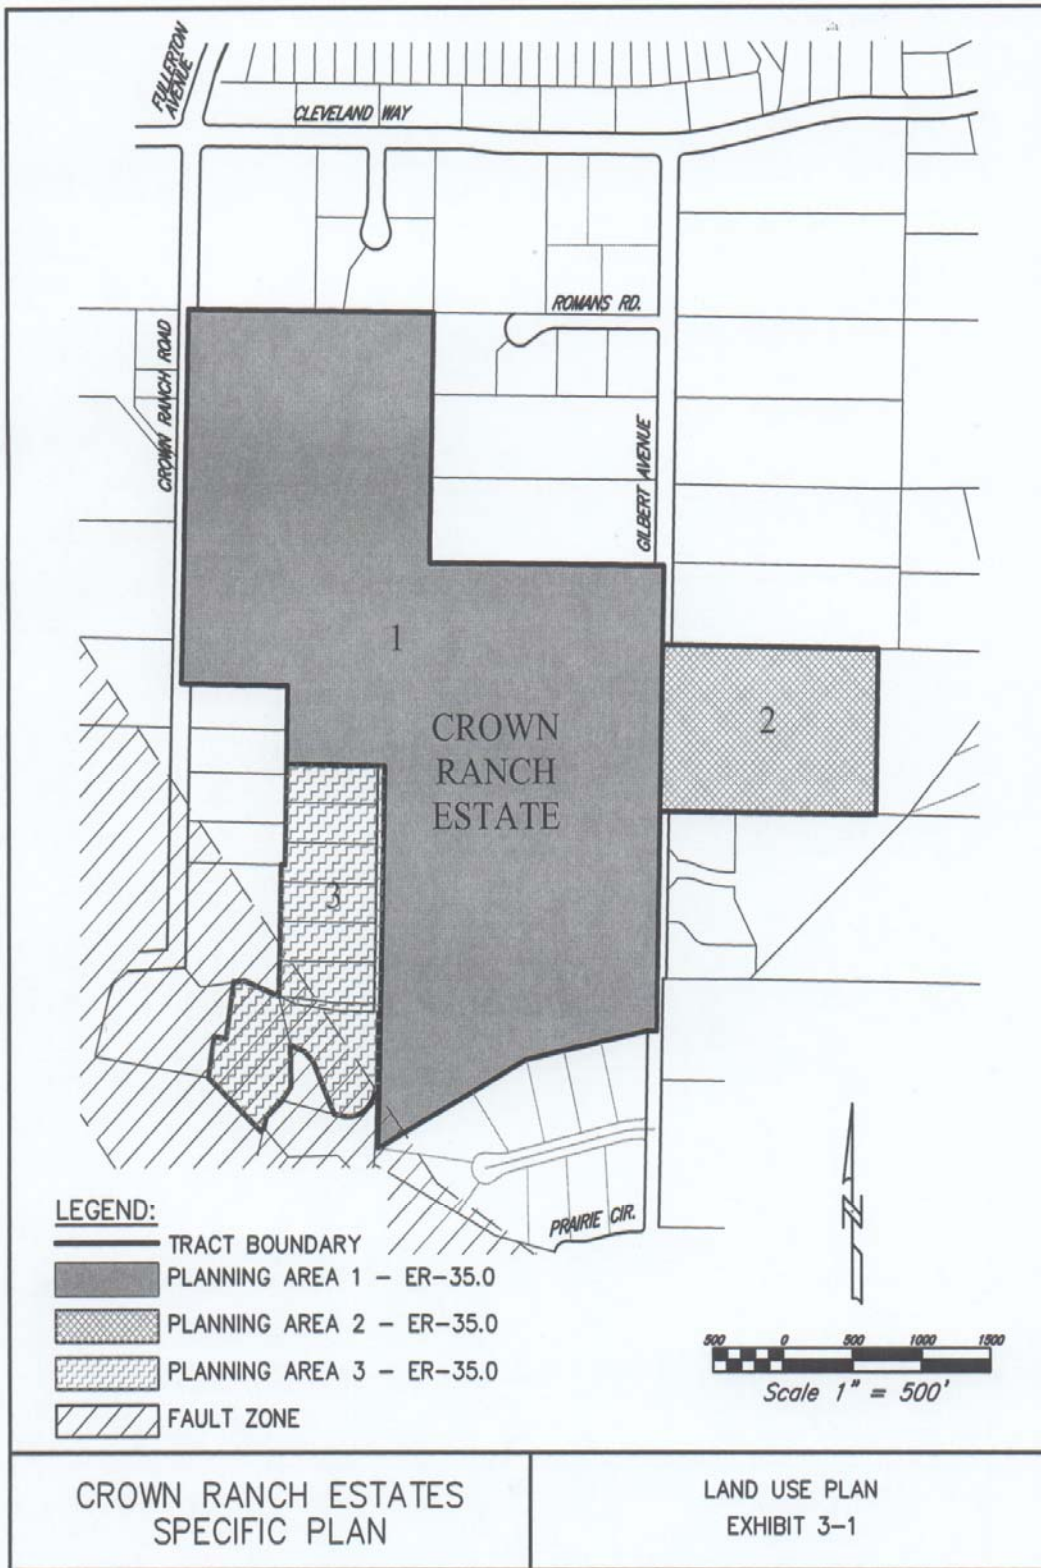 FULLERTON
AVENUE
CLEVELAND WAY
ROMANS RD.
CROWN RANCH ROAD
GILBERT AVENUE
1
2
CROWN
RANCH
ESTATE
3
PRAIRIE CIR.
N
LEGEND:
TRACT BOUNDARY
PLANNING AREA 1 - ER-35.0
PLANNING AREA 2 - ER-35.0
PLANNING AREA 3 - ER-35.0
FAULT ZONE
500 0 500 1000 1500
Scale 1" = 500'
CROWN RANCH ESTATES
SPECIFIC PLAN
LAND USE PLAN
EXHIBIT 3-1